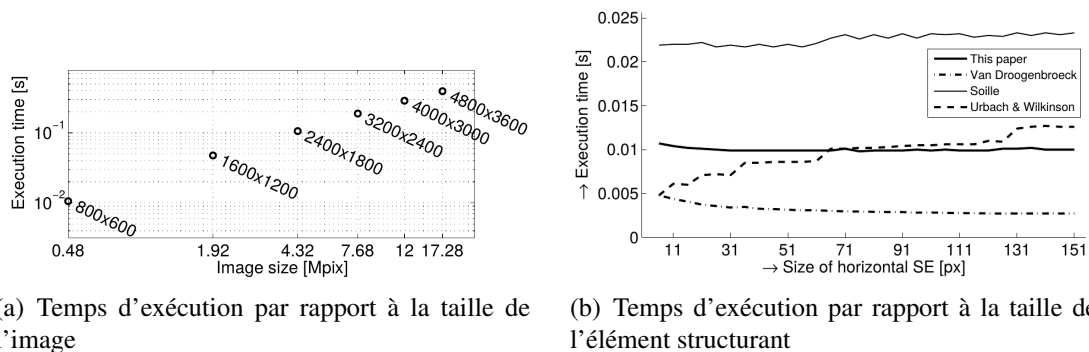 Execution time [s]
10⁻¹
10⁻²
800x600
1600x1200
2400x1800
3200x2400
4000x3000
4800x3600
0.48 1.92 4.32 7.68 12 17.28
Image size [Mpix]
(a) Temps d'exécution par rapport à la taille de
l'image
→ Execution time [s]
0.025
0.02
0.015
0.01
0.005
0
This paper
Van Droogenbroeck
Soille
Urbach & Wilkinson
11 31 51 71 91 111 131 151
→ Size of horizontal SE [px]
(b) Temps d'exécution par rapport à la taille de
l'élément structurant